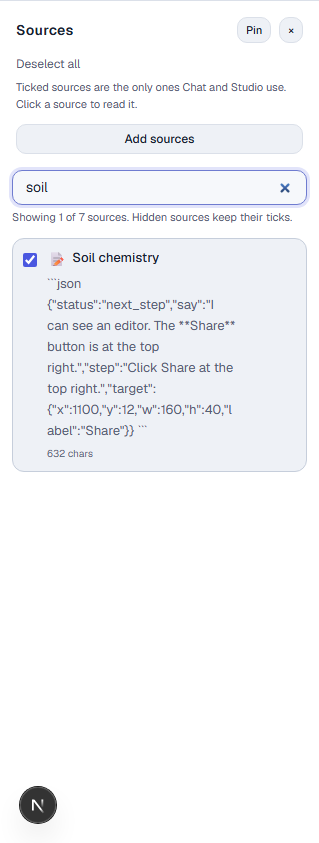 Sources
Pin
×
Deselect all
Ticked sources are the only ones Chat and Studio use.
Click a source to read it.
Add sources
soil
Showing 1 of 7 sources. Hidden sources keep their ticks.
Soil chemistry
```json
{"status":"next_step","say":"I
can see an editor. The **Share**
button is at the top
right.","step":"Click Share at the
top right.","target":
{"x":1100,"y":12,"w":160,"h":40,"l
abel":"Share"}} ```
632 chars
N